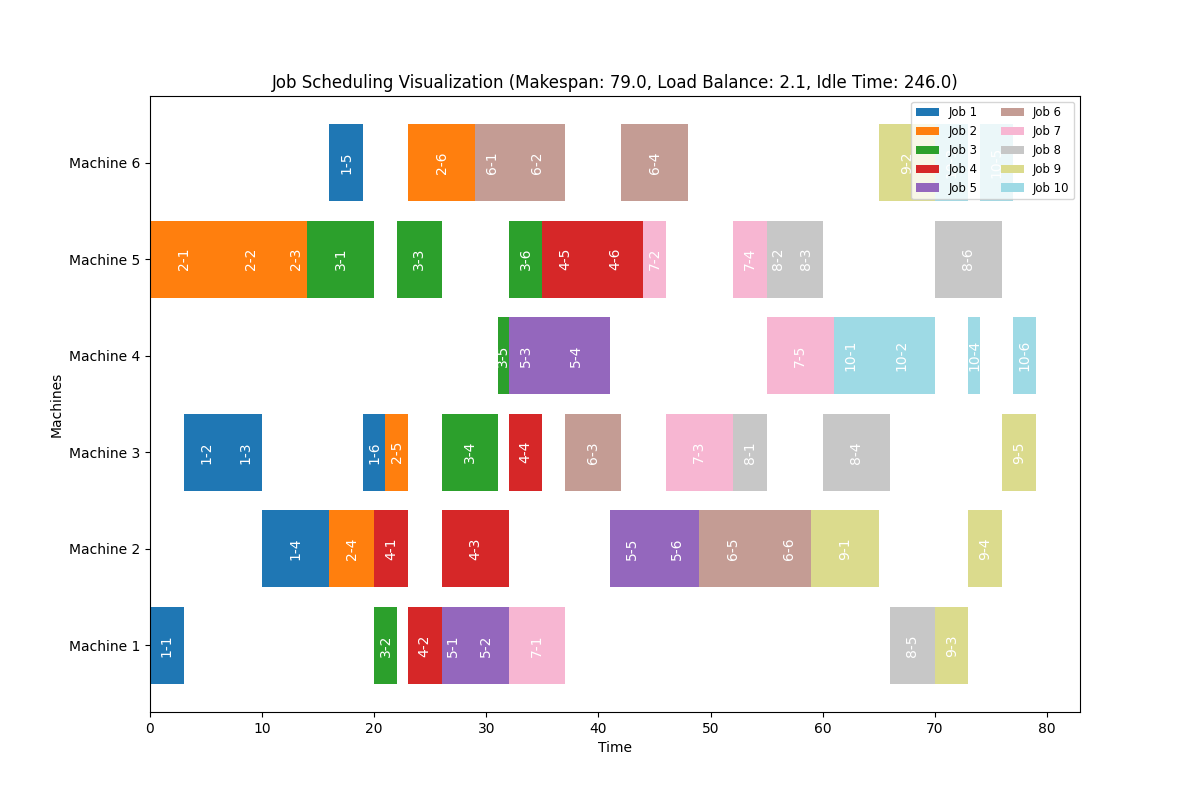 Job Scheduling Visualization (Makespan: 79.0, Load Balance: 2.1, Idle Time: 246.0)
Job 1 Job 6
Job 2 Job 7
Job 3 Job 8
Job 4 Job 9
Job 5 Job 10
Machines
Machine 6 1-5 2-6 6-1 6-2 6-4 9-2
Machine 5 2-1 2-2 2-3 3-1 3-3 3-6 4-5 4-6 7-2 7-4 8-2 8-3 8-6
Machine 4 3-5 5-3 5-4 7-5 10-1 10-2 10-4 10-6
Machine 3 1-2 1-3 1-6 2-5 3-4 4-4 6-3 7-3 8-1 8-4 9-5
Machine 2 1-4 2-4 4-1 4-3 5-5 5-6 6-5 6-6 9-1 9-4
Machine 1 1-1 3-2 4-2 5-1 5-2 7-1 8-5 9-3
0 10 20 30 40 50 60 70 80
Time